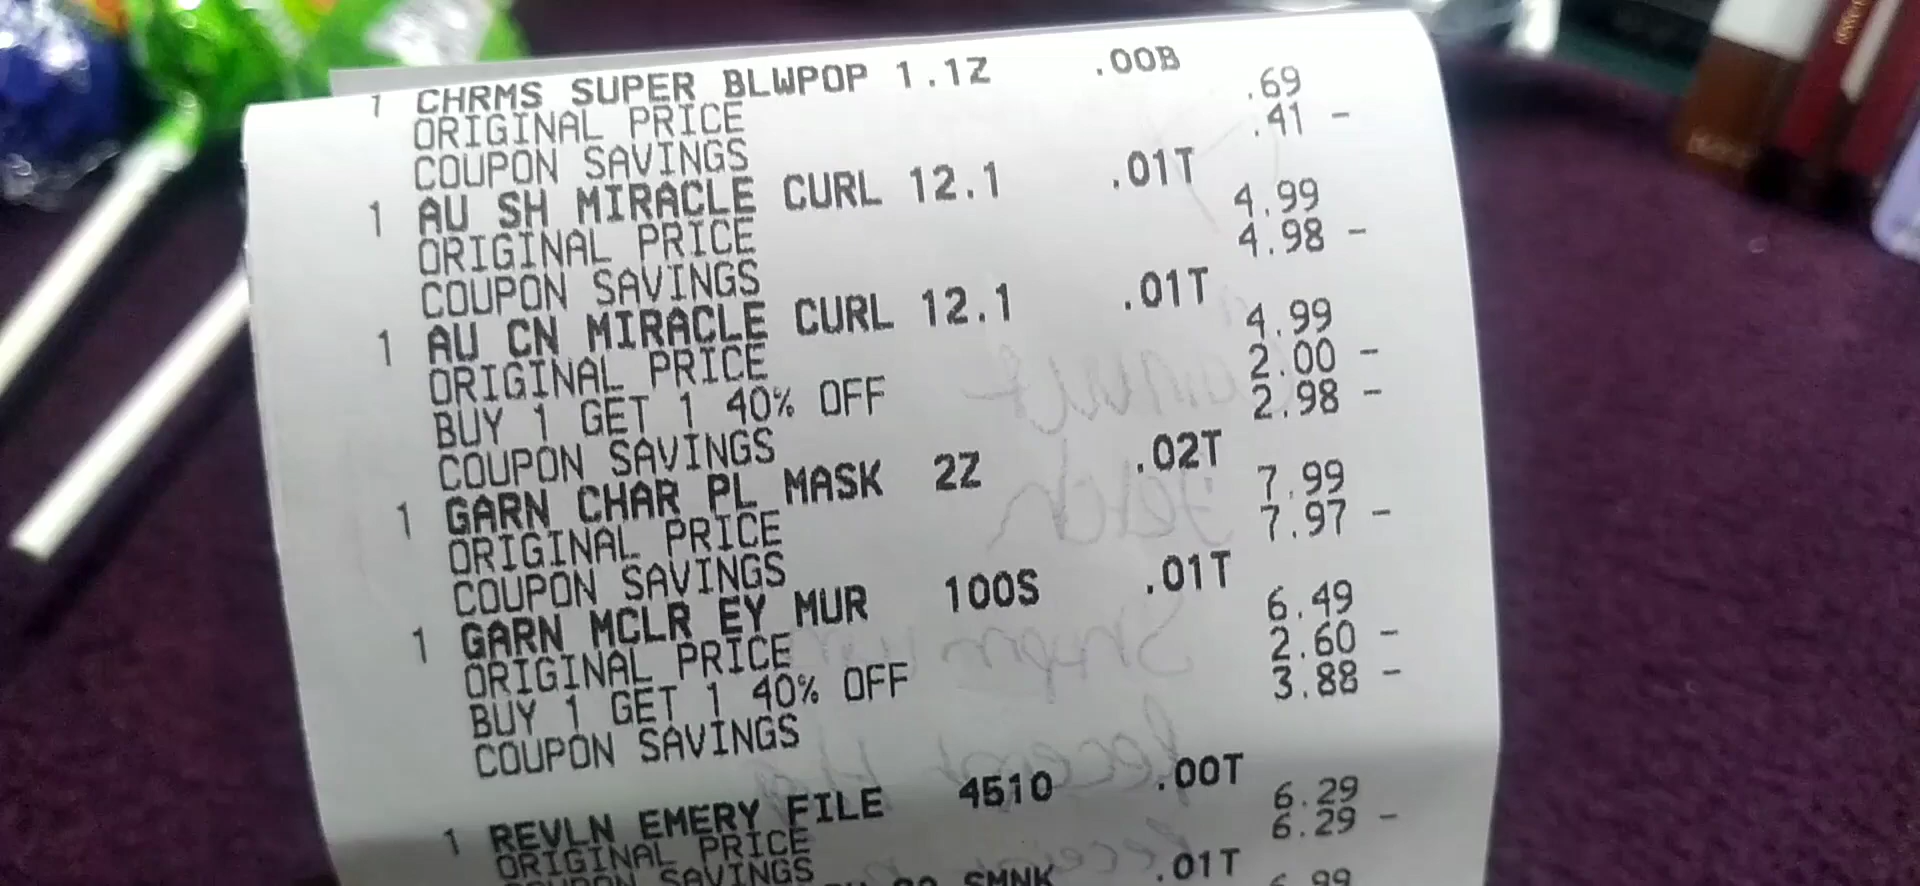 1 CHRMS SUPER BLWPOP 1.1Z .00B
ORIGINAL PRICE .69
COUPON SAVINGS .41 -
1 AU SH MIRACLE CURL 12.1 .01T
ORIGINAL PRICE 4.99
COUPON SAVINGS 4.98 -
1 AU CN MIRACLE CURL 12.1 .01T
ORIGINAL PRICE 4.99
BUY 1 GET 1 40% OFF 2.00 -
COUPON SAVINGS 2.98 -
1 GARN CHAR PL MASK 2Z .02T
ORIGINAL PRICE 7.99
COUPON SAVINGS 7.97 -
1 GARN MCLR EY MUR 100S .01T
ORIGINAL PRICE 6.49
BUY 1 GET 1 40% OFF 2.60 -
COUPON SAVINGS 3.88 -
1 REVLN EMERY FILE 4510 .00T
ORIGINAL PRICE 6.29
COUPON SAVINGS 6.29 -
SMNK .01T
.99